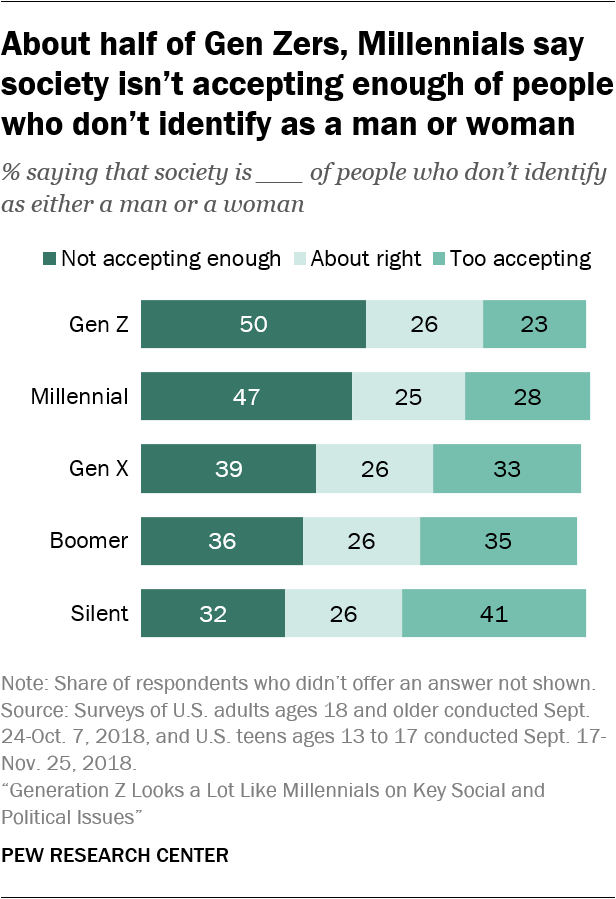 About half of Gen Zers, Millennials say
society isn’t accepting enough of people
who don’t identify as a man or woman
% saying that society is ____ of people who don’t identify
as either a man or a woman
Not accepting enough About right Too accepting
Gen Z 50 26 23
Millennial 47 25 28
Gen X 39 26 33
Boomer 36 26 35
Silent 32 26 41
Note: Share of respondents who didn’t offer an answer not shown.
Source: Surveys of U.S. adults ages 18 and older conducted Sept.
24-Oct. 7, 2018, and U.S. teens ages 13 to 17 conducted Sept. 17-
Nov. 25, 2018.
“Generation Z Looks a Lot Like Millennials on Key Social and
Political Issues”
PEW RESEARCH CENTER